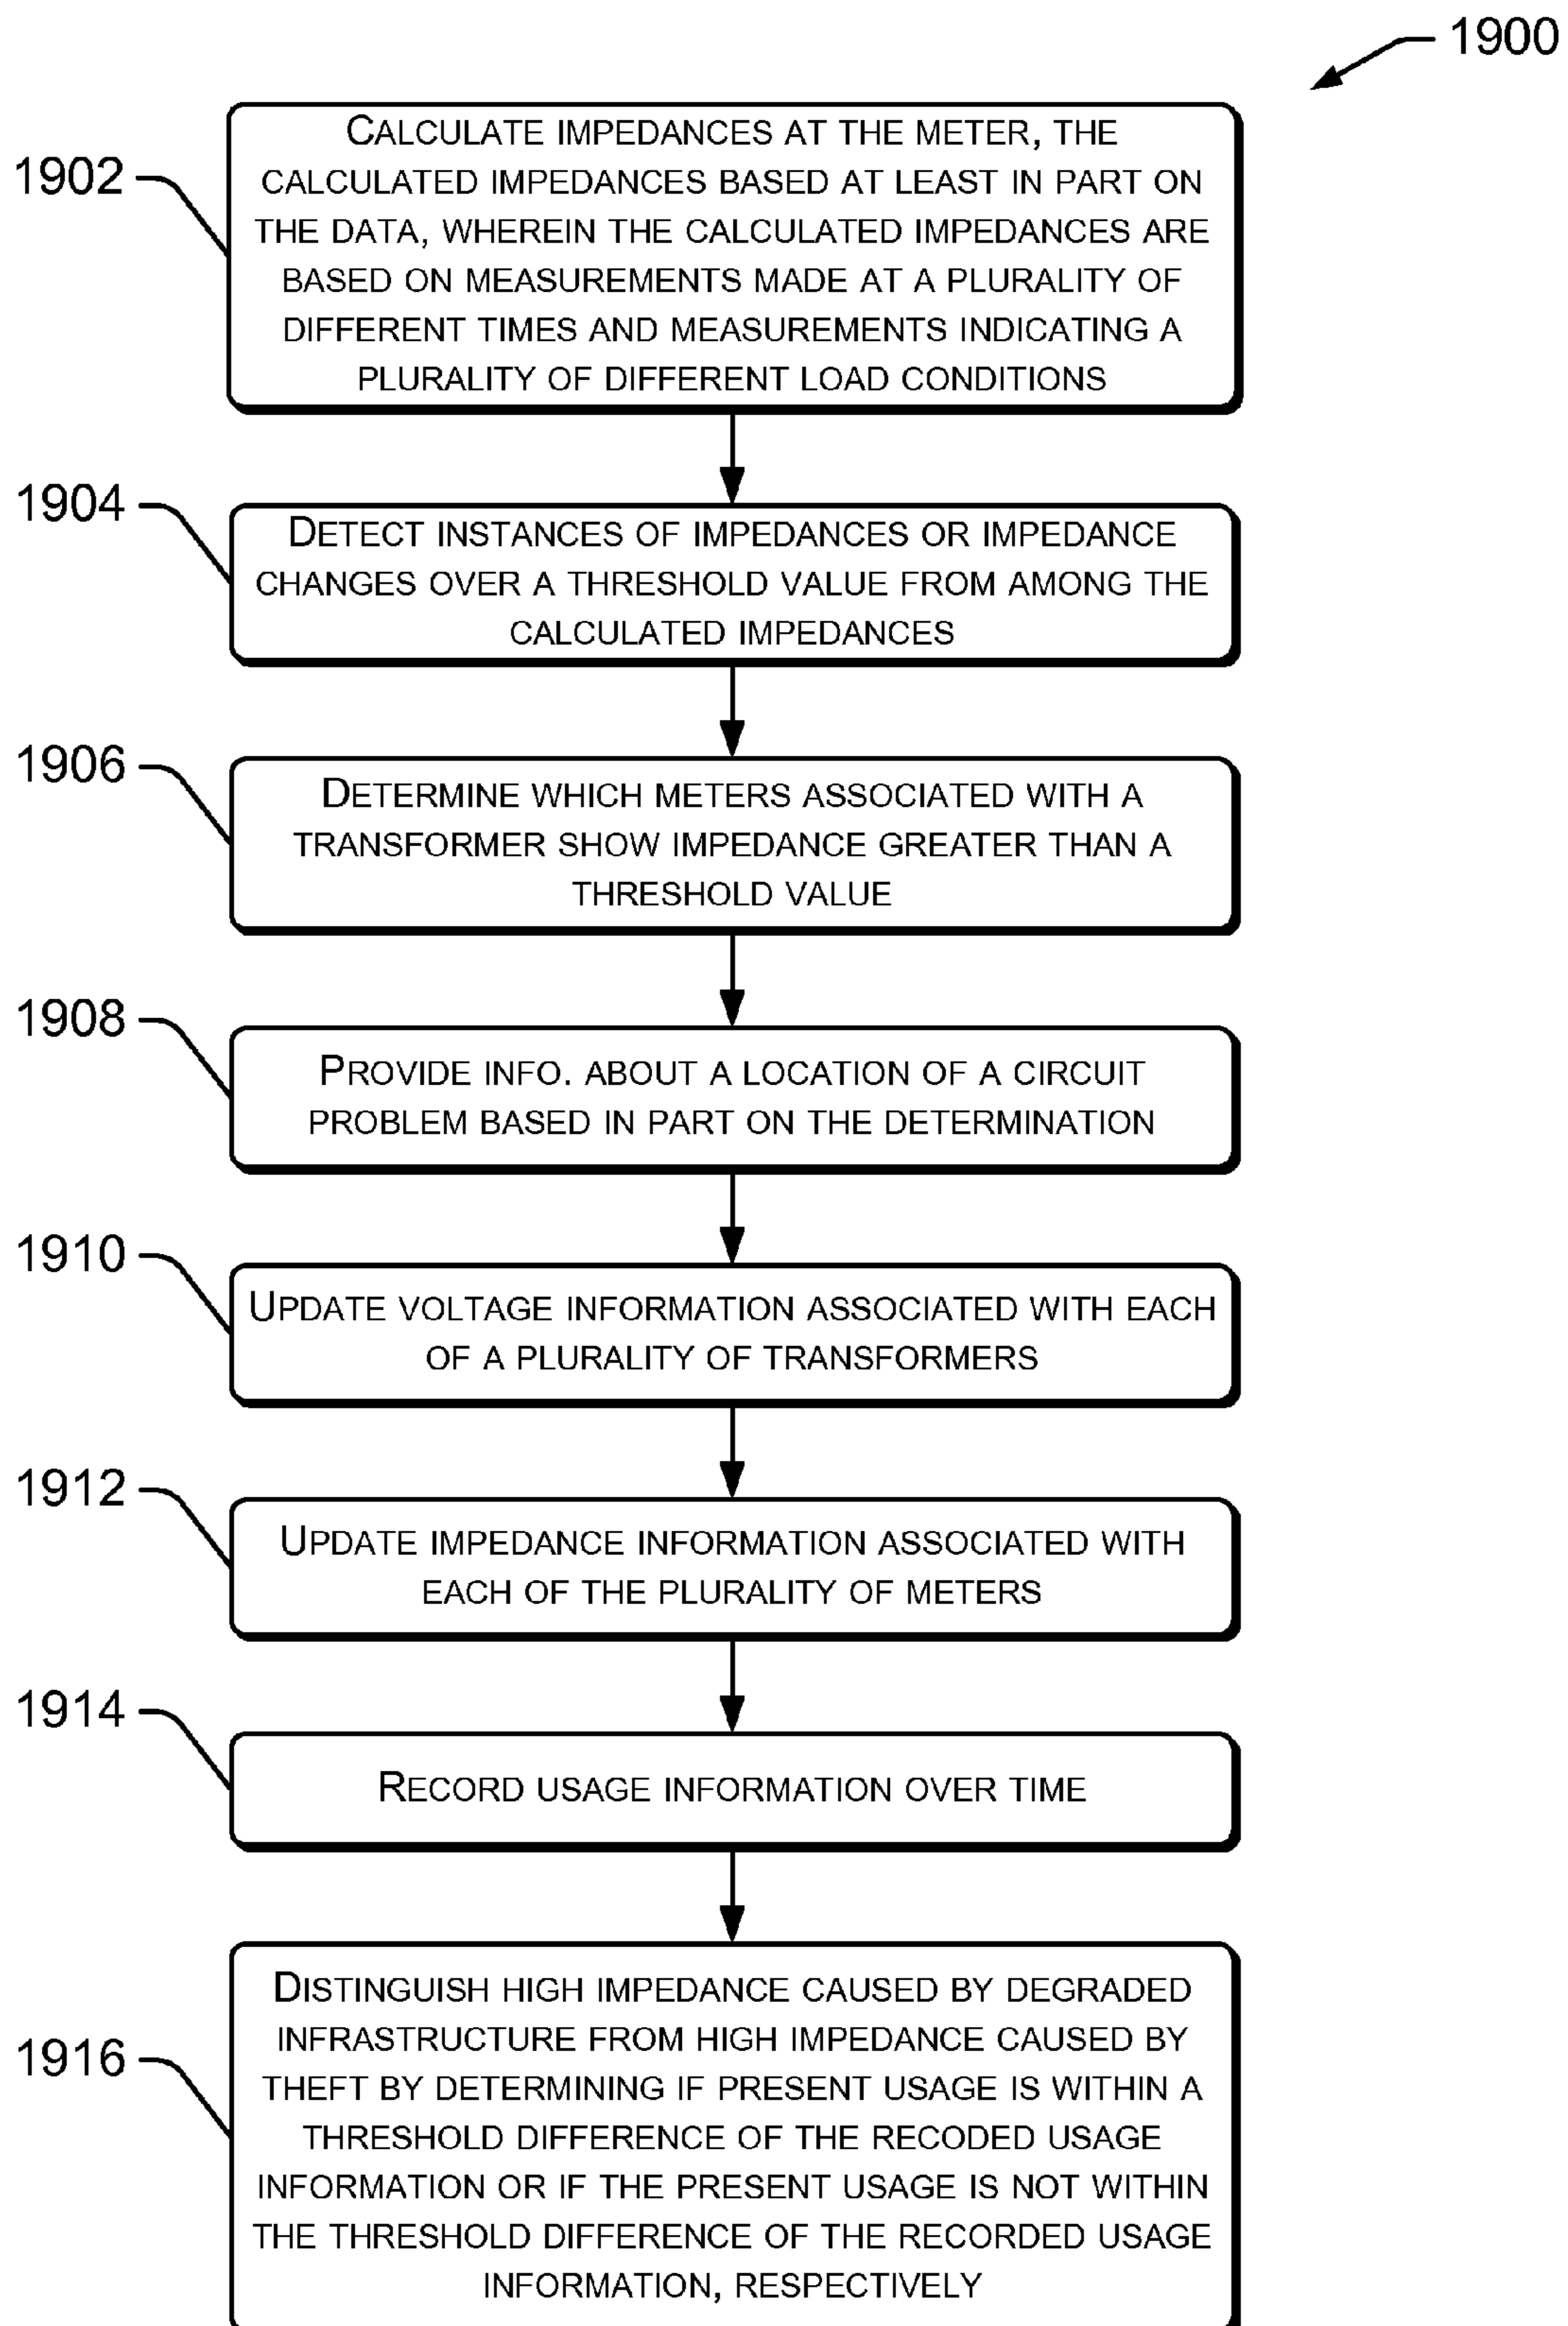 1900
1902
CALCULATE IMPEDANCES AT THE METER, THE
CALCULATED IMPEDANCES BASED AT LEAST IN PART ON
THE DATA, WHEREIN THE CALCULATED IMPEDANCES ARE
BASED ON MEASUREMENTS MADE AT A PLURALITY OF
DIFFERENT TIMES AND MEASUREMENTS INDICATING A
PLURALITY OF DIFFERENT LOAD CONDITIONS
1904
DETECT INSTANCES OF IMPEDANCES OR IMPEDANCE
CHANGES OVER A THRESHOLD VALUE FROM AMONG THE
CALCULATED IMPEDANCES
1906
DETERMINE WHICH METERS ASSOCIATED WITH A
TRANSFORMER SHOW IMPEDANCE GREATER THAN A
THRESHOLD VALUE
1908
PROVIDE INFO. ABOUT A LOCATION OF A CIRCUIT
PROBLEM BASED IN PART ON THE DETERMINATION
1910
UPDATE VOLTAGE INFORMATION ASSOCIATED WITH EACH
OF A PLURALITY OF TRANSFORMERS
1912
UPDATE IMPEDANCE INFORMATION ASSOCIATED WITH
EACH OF THE PLURALITY OF METERS
1914
RECORD USAGE INFORMATION OVER TIME
1916
DISTINGUISH HIGH IMPEDANCE CAUSED BY DEGRADED
INFRASTRUCTURE FROM HIGH IMPEDANCE CAUSED BY
THEFT BY DETERMINING IF PRESENT USAGE IS WITHIN A
THRESHOLD DIFFERENCE OF THE RECODED USAGE
INFORMATION OR IF THE PRESENT USAGE IS NOT WITHIN
THE THRESHOLD DIFFERENCE OF THE RECORDED USAGE
INFORMATION, RESPECTIVELY